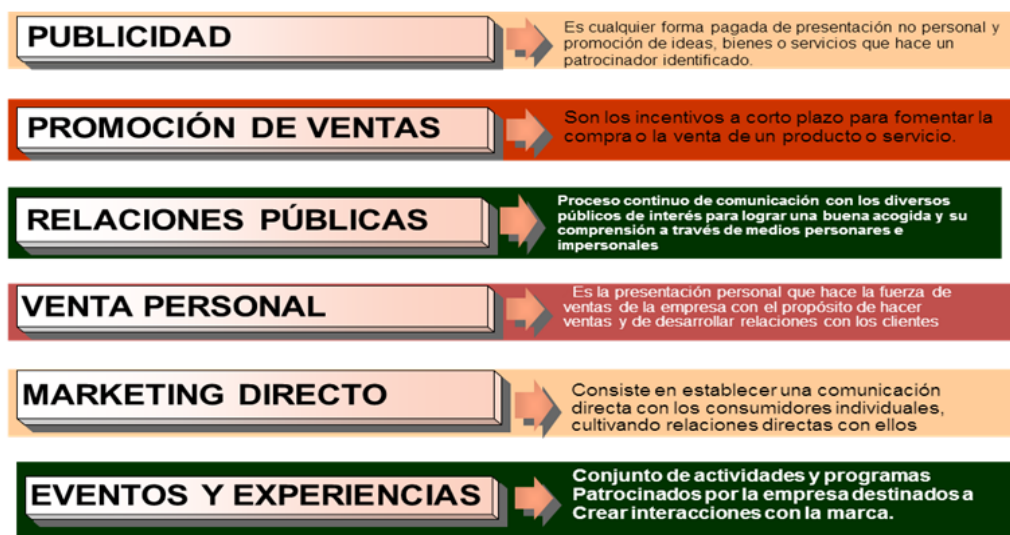 PUBLICIDAD
Es cualquier forma pagada de presentación no personal y
promoción de ideas, bienes o servicios que hace un
patrocinador identificado.
PROMOCIÓN DE VENTAS
Son los incentivos a corto plazo para fomentar la
compra o la venta de un producto o servicio.
RELACIONES PÚBLICAS
Proceso continuo de comunicación con los diversos
públicos de interés para lograr una buena acogida y su
comprensión a través de medios personares e
impersonales
VENTA PERSONAL
Es la presentación personal que hace la fuerza de
ventas de la empresa con el propósito de hacer
ventas y de desarrollar relaciones con los clientes
MARKETING DIRECTO
Consiste en establecer una comunicación
directa con los consumidores individuales,
cultivando relaciones directas con ellos
EVENTOS Y EXPERIENCIAS
Conjunto de actividades y programas
Patrocinados por la empresa destinados a
Crear interacciones con la marca.